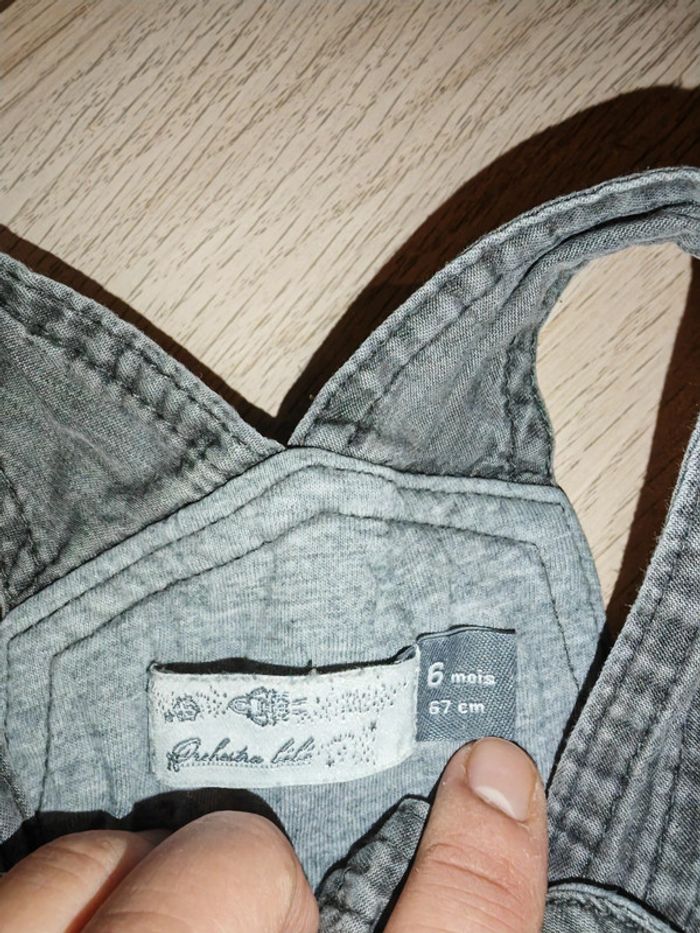 Orchestra bébé
6 mois
67 cm